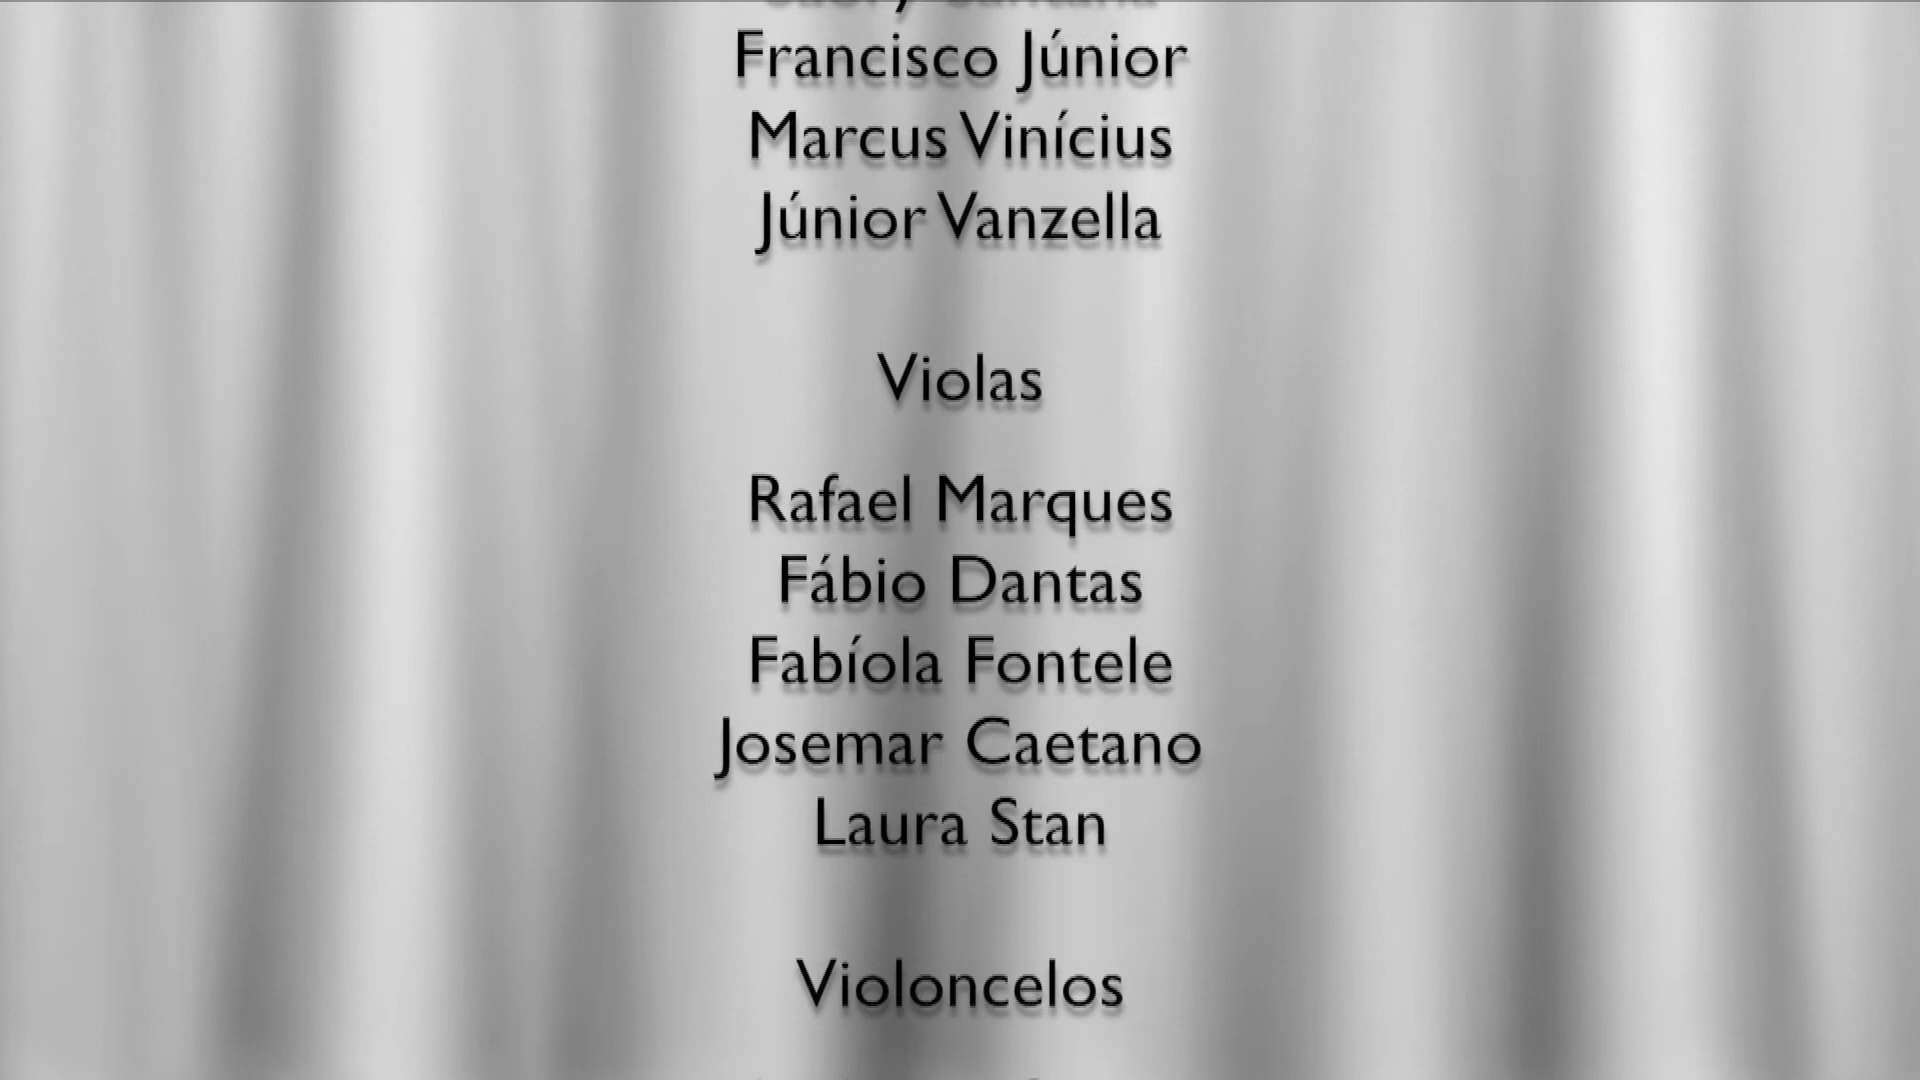 Francisco Júnior
Marcus Vinícius
Júnior Vanzella
Violas
Rafael Marques
Fábio Dantas
Fabíola Fontele
Josemar Caetano
Laura Stan
Violoncelos